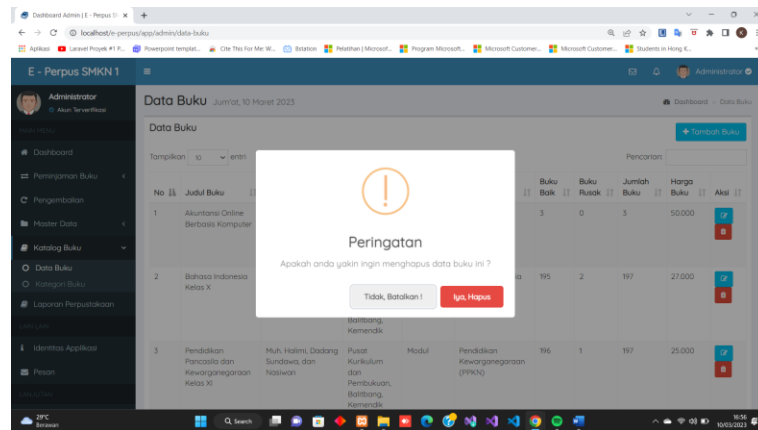 Dashboard Admin | E - Perpus S
localhost/e-perpus/app/admin/data-buku
Aplikasi
Laravel Proyek #1 P...
Powerpoint templat...
Cite This For Me: W...
Bstation
Pelatihan | Microsof...
Program Microsoft...
Microsoft Customer...
Microsoft Customer...
Students in Hong K...
E - Perpus SMKN 1
Administrator
Administrator
Akun Terverifikasi
Data Buku Jum'at, 10 Maret 2023
Dashboard
Data Buku
MAIN MENU
Dashboard
Peminjaman Buku
Pengembalian
Master Data
Katalog Buku
Data Buku
Kategori Buku
Laporan Perpustakaan
LAIN LAIN
Identitas Applikasi
Pesan
LANJUTAN
Data Buku
+ Tambah Buku
Tampilkan 10 entri
Pencarian:
No Judul Buku Buku Baik Buku Rusak Jumlah Buku Harga Buku Aksi
1 Akuntansi Online Berbasis Komputer 3 0 3 50.000
2 Bahasa Indonesia Kelas X 195 2 197 27.000
Balitbang,
Kemendik
3 Pendidikan Pancasila dan Kewarganegaraan Kelas XI Muh. Halimi, Dadang Sundawa, dan Nasiwan Pusat Kurikulum dan Pembukuan, Balitbang, Kemendik Modul Pendidikan Kewarganegaraan (PPKN) 196 1 197 25.000
Peringatan
Apakah anda yakin ingin menghapus data buku ini ?
Tidak, Batalkan !
Iya, Hapus
29°C
Berawan
Search
16:56
10/03/2023